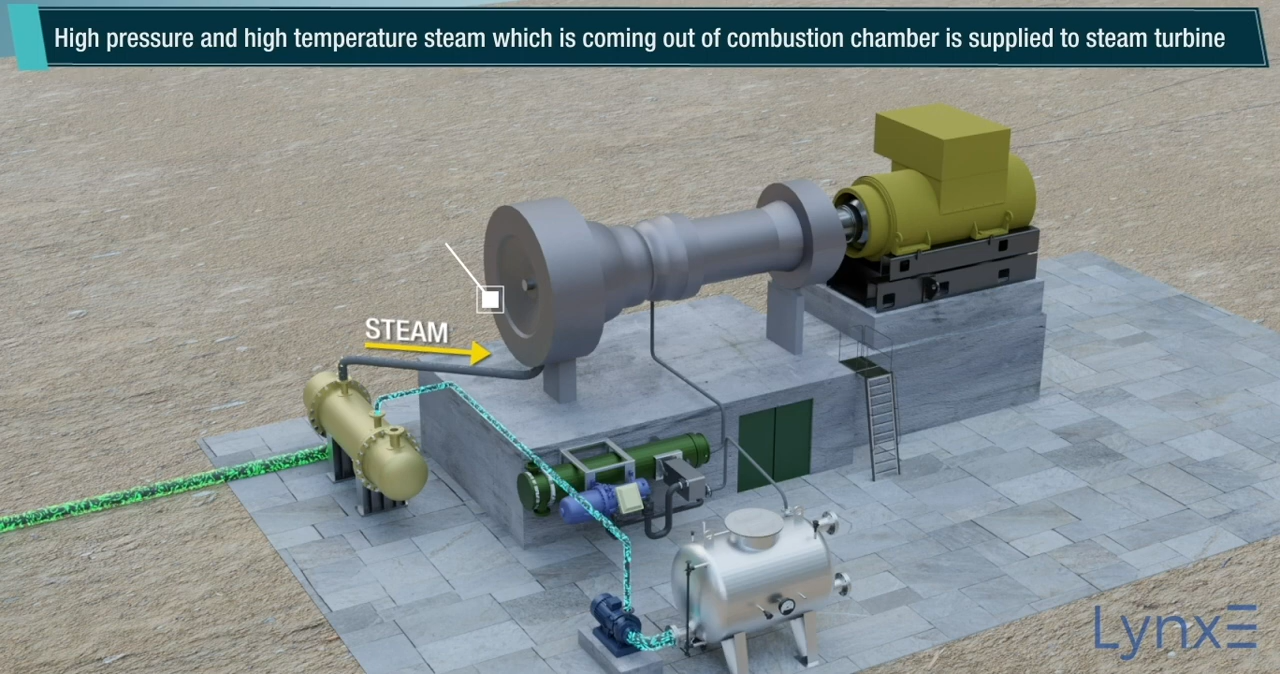 High pressure and high temperature steam which is coming out of combustion chamber is supplied to steam turbine
STEAM
LynxE